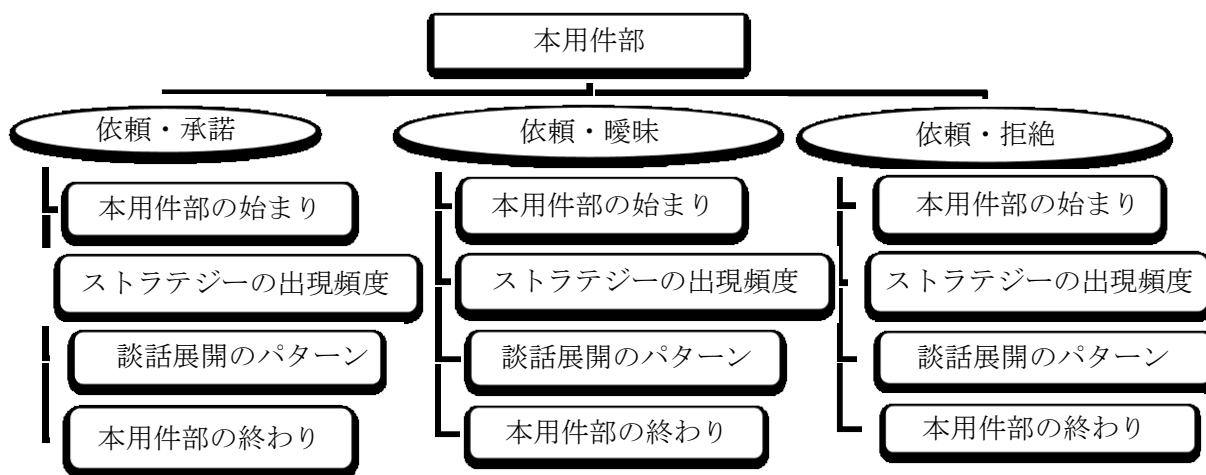 本用件部
依頼・承諾
依頼・曖昧
依頼・拒絶
本用件部の始まり
本用件部の始まり
本用件部の始まり
ストラテジーの出現頻度
ストラテジーの出現頻度
ストラテジーの出現頻度
談話展開のパターン
談話展開のパターン
談話展開のパターン
本用件部の終わり
本用件部の終わり
本用件部の終わり